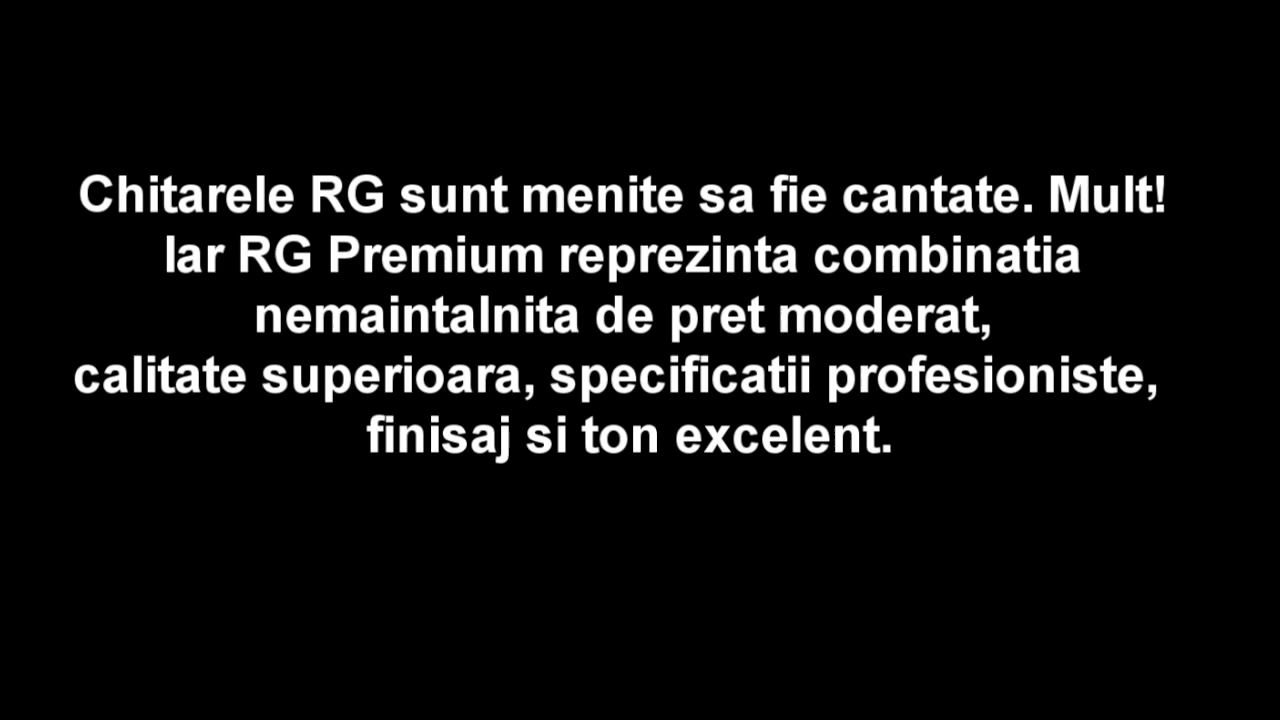 Chitarele RG sunt menite sa fie cantate. Mult!
Iar RG Premium reprezinta combinatia
nemaintalnita de pret moderat,
calitate superioara, specificatii profesioniste,
finisaj si ton excelent.